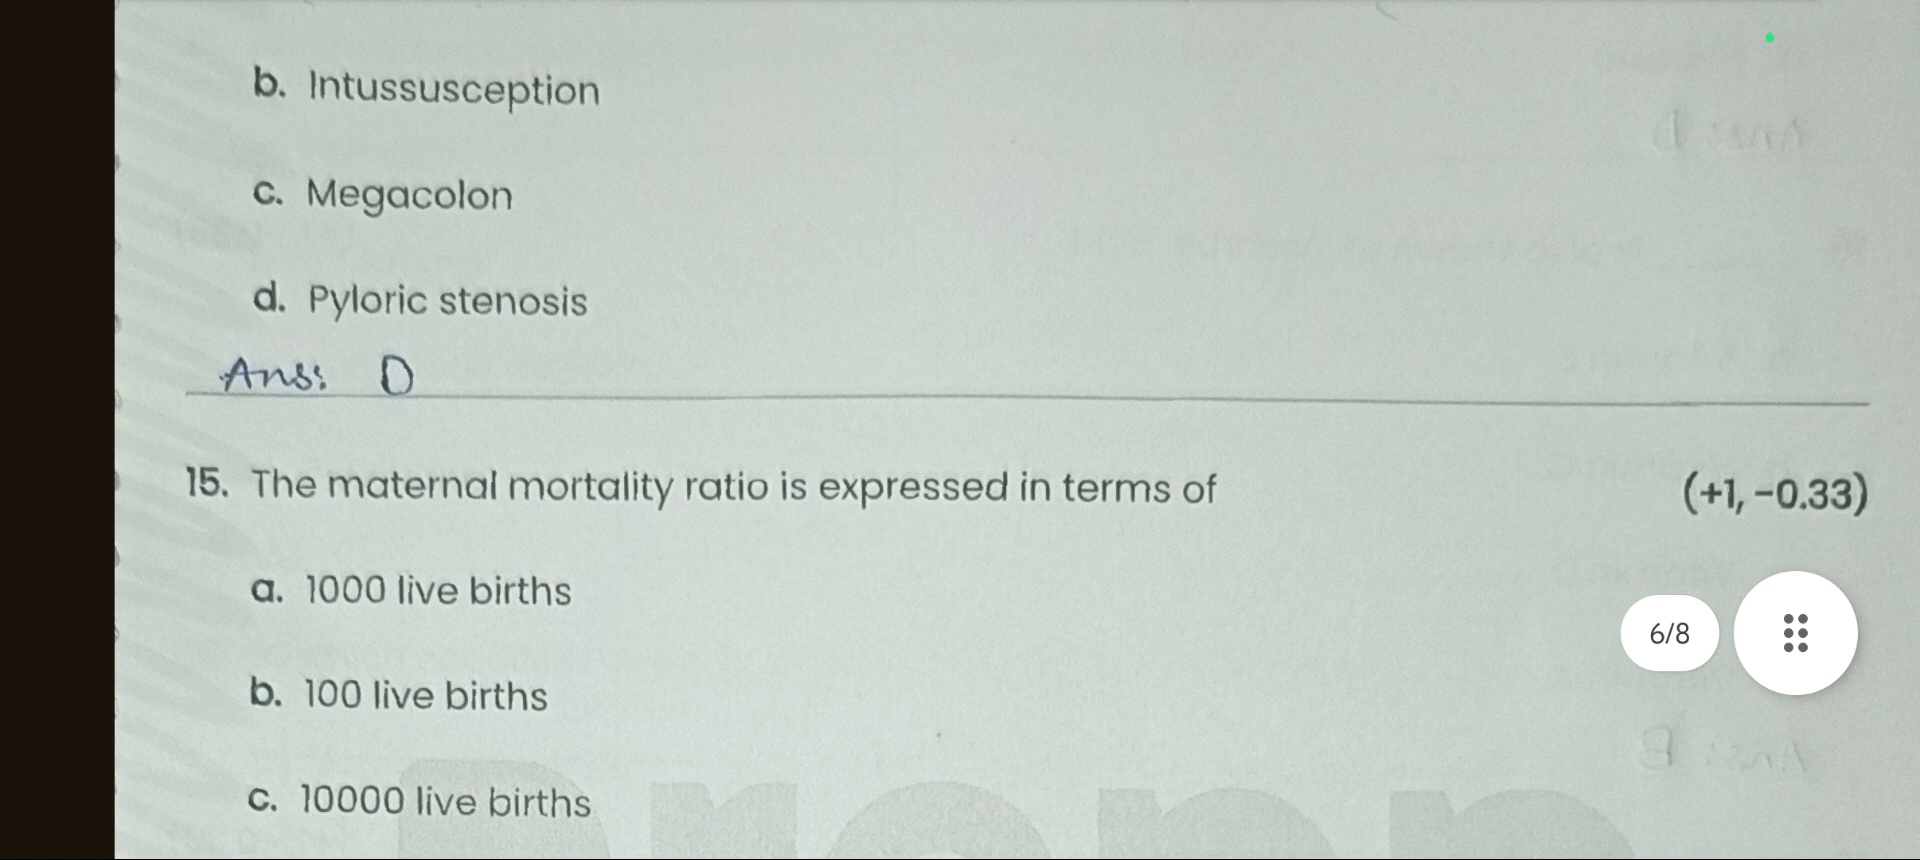 b. Intussusception
c. Megacolon
d. Pyloric stenosis
Ans: D
15. The maternal mortality ratio is expressed in terms of (+1, -0.33)
a. 1000 live births
b. 100 live births
6/8
c. 10000 live births